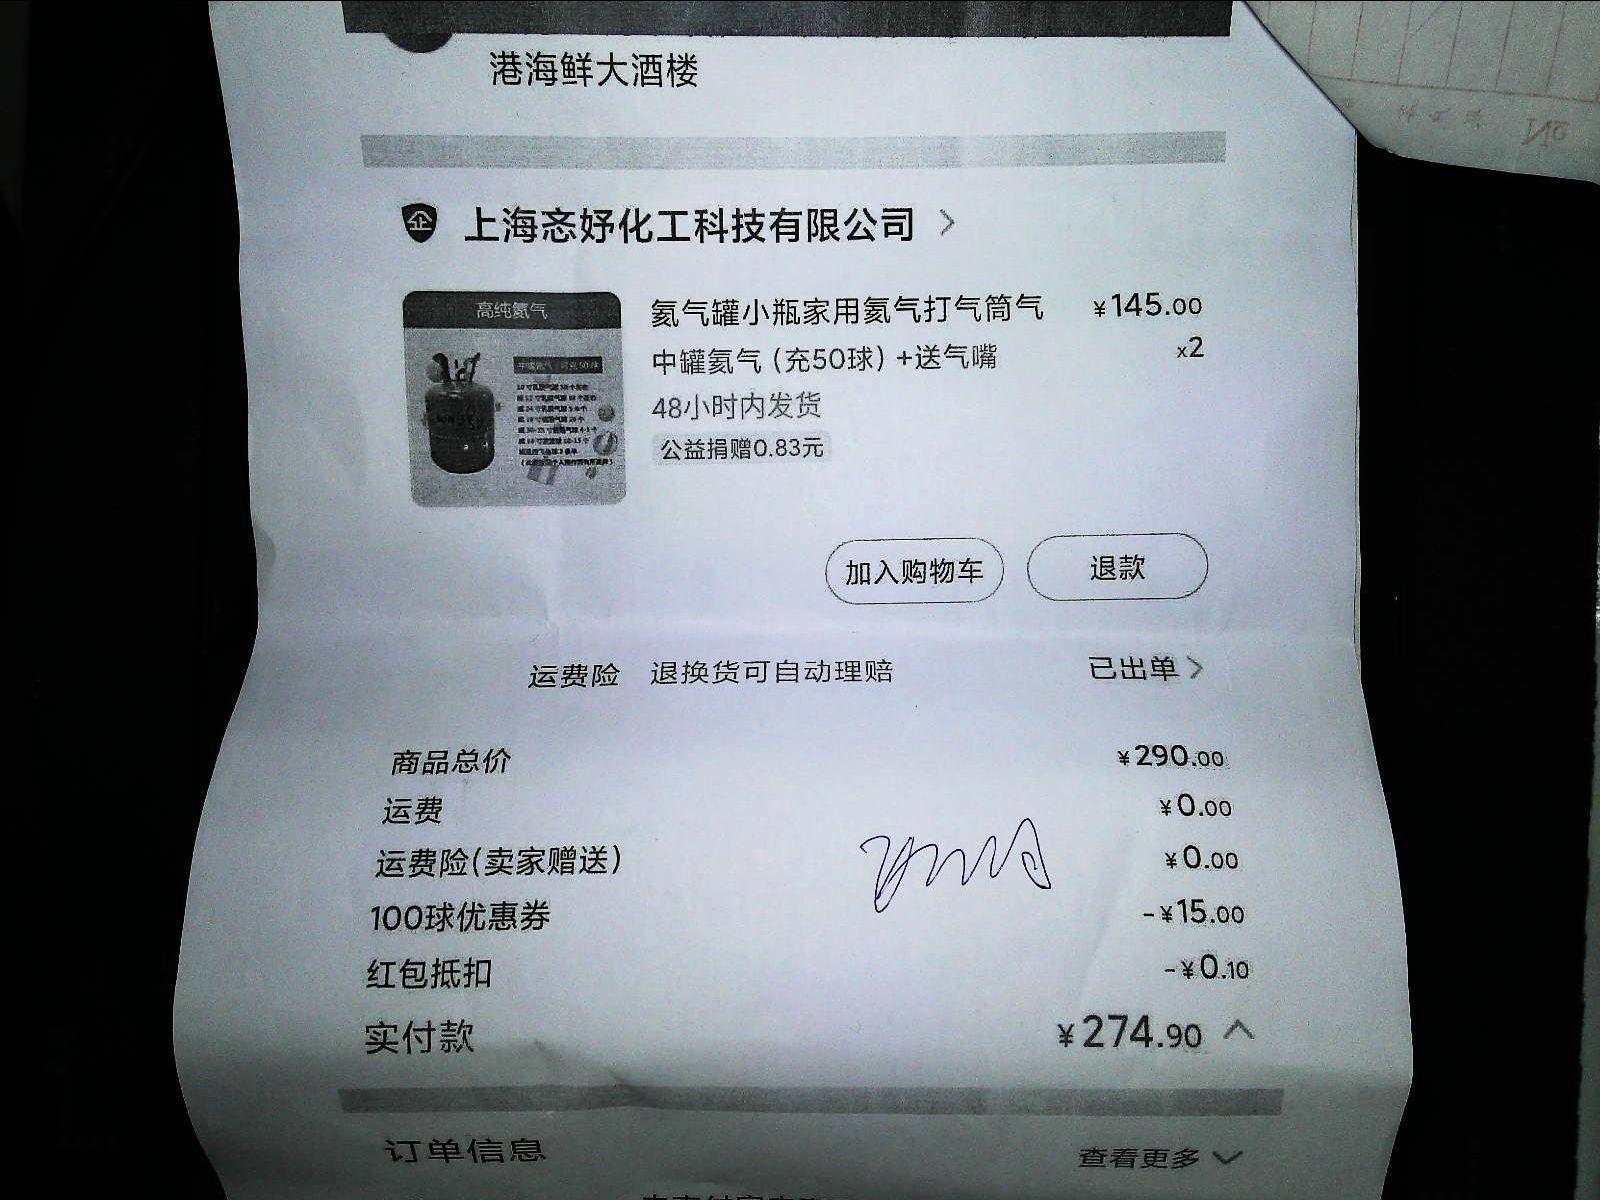 港海鲜大酒楼
企 上海忞妤化工科技有限公司 >
高纯氦气
氦气罐小瓶家用氦气打气筒气 ¥145.00
中罐氦气（充50球）+送气嘴 x2
48小时内发货
公益捐赠0.83元
加入购物车 退款
运费险 退换货可自动理赔 已出单 >
商品总价 ¥290.00
运费 ¥0.00
运费险(卖家赠送) ¥0.00
100球优惠券 -¥15.00
红包抵扣 -¥0.10
实付款 ¥274.90
订单信息 查看更多